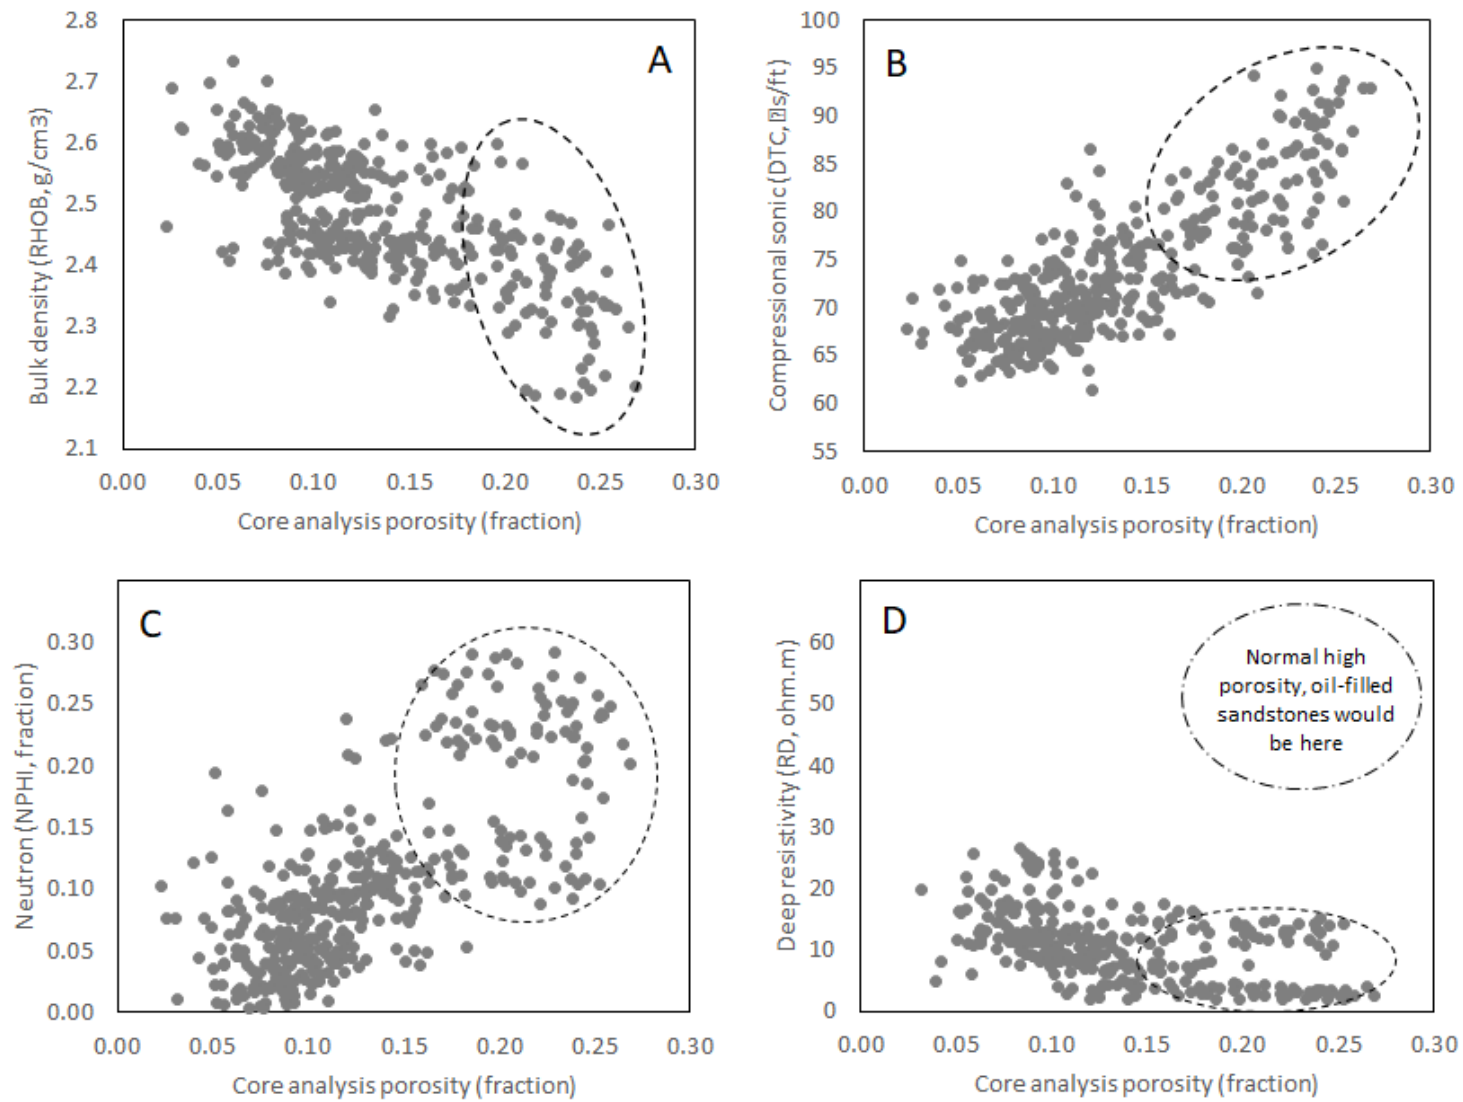 A
2.8
2.7
2.6
2.5
2.4
2.3
2.2
2.1
Bulk density (RHOB, g/cm3)
0.00 0.05 0.10 0.15 0.20 0.25 0.30
Core analysis porosity (fraction)
B
100
95
90
85
80
75
70
65
60
55
Compressional sonic (DTC, �s/ft)
0.00 0.05 0.10 0.15 0.20 0.25 0.30
Core analysis porosity (fraction)
C
0.30
0.25
0.20
0.15
0.10
0.05
0.00
Neutron (NPHI, fraction)
0.00 0.05 0.10 0.15 0.20 0.25 0.30
Core analysis porosity (fraction)
D
60
50
40
30
20
10
0
Deep resistivity (RD, ohm.m)
Normal high
porosity, oil-filled
sandstones would
be here
0.00 0.05 0.10 0.15 0.20 0.25 0.30
Core analysis porosity (fraction)